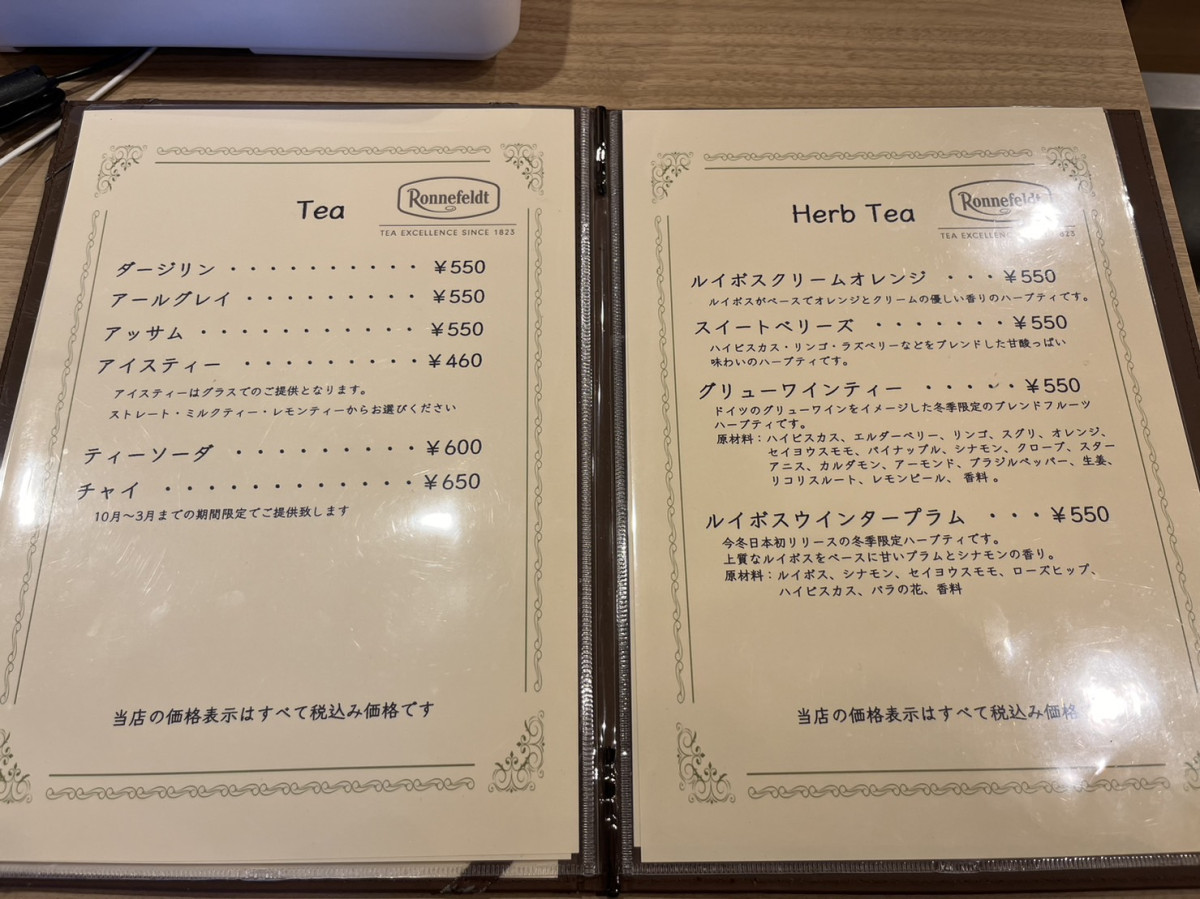 Tea
Ronnefeldt
TEA EXCELLENCE SINCE 1823
ダージリン ・・・・・・・・・・ ¥550
アールグレイ ・・・・・・・・・ ¥550
アッサム ・・・・・・・・・・・ ¥550
アイスティー ・・・・・・・・・ ¥460
アイスティーはグラスでのご提供となります。
ストレート・ミルクティー・レモンティーからお選びください
ティーソーダ ・・・・・・・・・ ¥600
チャイ ・・・・・・・・・・・・ ¥650
10月～3月までの期間限定でご提供致します
当店の価格表示はすべて税込み価格です
Herb Tea
Ronnefeldt
TEA EXCELLENCE 1823
ルイボスクリームオレンジ ・・・¥550
ルイボスがベースでオレンジとクリームの優しい香りのハーブティです。
スイートベリーズ ・・・・・・・¥550
ハイビスカス・リンゴ・ラズベリーなどをブレンドした甘酸っぱい
味わいのハーブティです。
グリューワインティー ・・・・・¥550
ドイツのグリューワインをイメージした冬季限定のブレンドフルーツ
ハーブティです。
原材料：ハイビスカス、エルダーベリー、リンゴ、スグリ、オレンジ、
セイヨウスモモ、パイナップル、シナモン、クローブ、スター
アニス、カルダモン、アーモンド、ブラジルペッパー、生姜、
リコリスルート、レモンピール、 香料 。
ルイボスウインタープラム ・・・¥550
今冬日本初リリースの冬季限定ハーブティです。
上質なルイボスをベースに甘いプラムとシナモンの香り。
原材料：ルイボス、シナモン、セイヨウスモモ、ローズヒップ、
ハイビスカス、バラの花、香料
当店の価格表示はすべて税込み価格